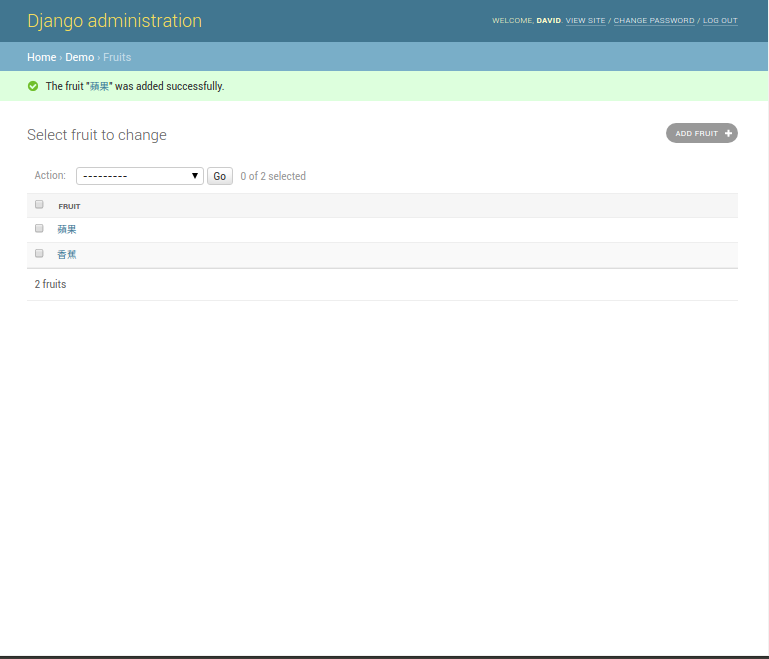 Django administration
WELCOME, DAVID. VIEW SITE / CHANGE PASSWORD / LOG OUT
Home › Demo › Fruits
The fruit "蘋果" was added successfully.
Select fruit to change
ADD FRUIT +
Action: --------- Go 0 of 2 selected
FRUIT
蘋果
香蕉
2 fruits